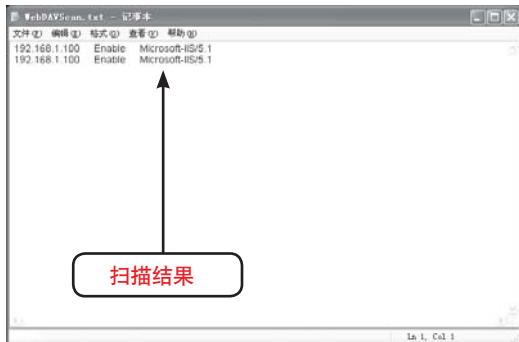 WebDAVScan.txt - 记事本
文件(F) 编辑(E) 格式(O) 查看(V) 帮助(H)
192.168.1.100 Enable Microsoft-IIS/5.1
192.168.1.100 Enable Microsoft-IIS/5.1
扫描结果
Ln 1, Col 1